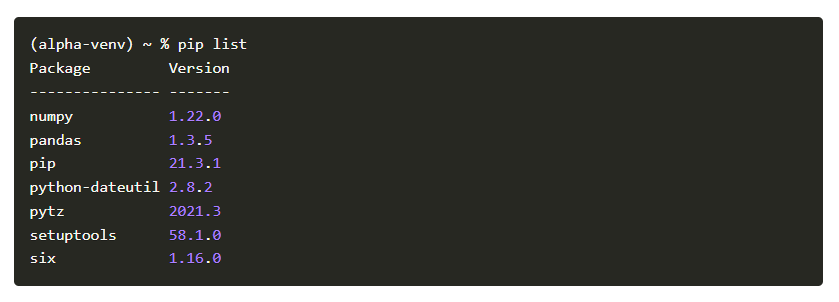 (alpha-venv) ~ % pip list
Package         Version
--------------- -------
numpy           1.22.0
pandas          1.3.5
pip             21.3.1
python-dateutil 2.8.2
pytz            2021.3
setuptools      58.1.0
six             1.16.0